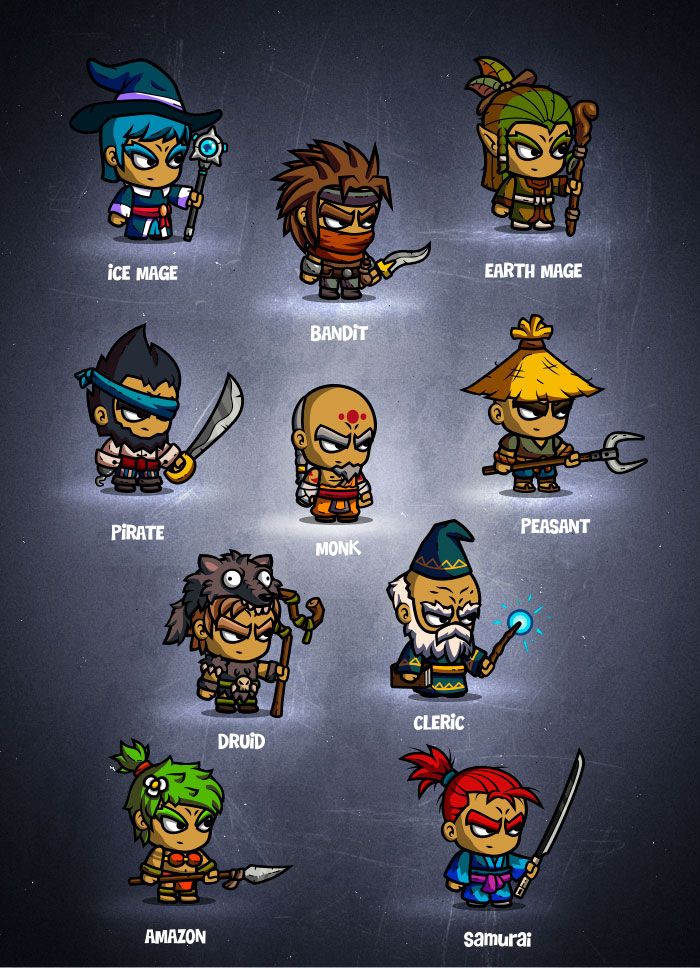 iCE MAGE
EARTH MAGE
BANDiT
PiRATE
PEASANT
MONK
DRUiD
CLERiC
AMAZON
Samurai